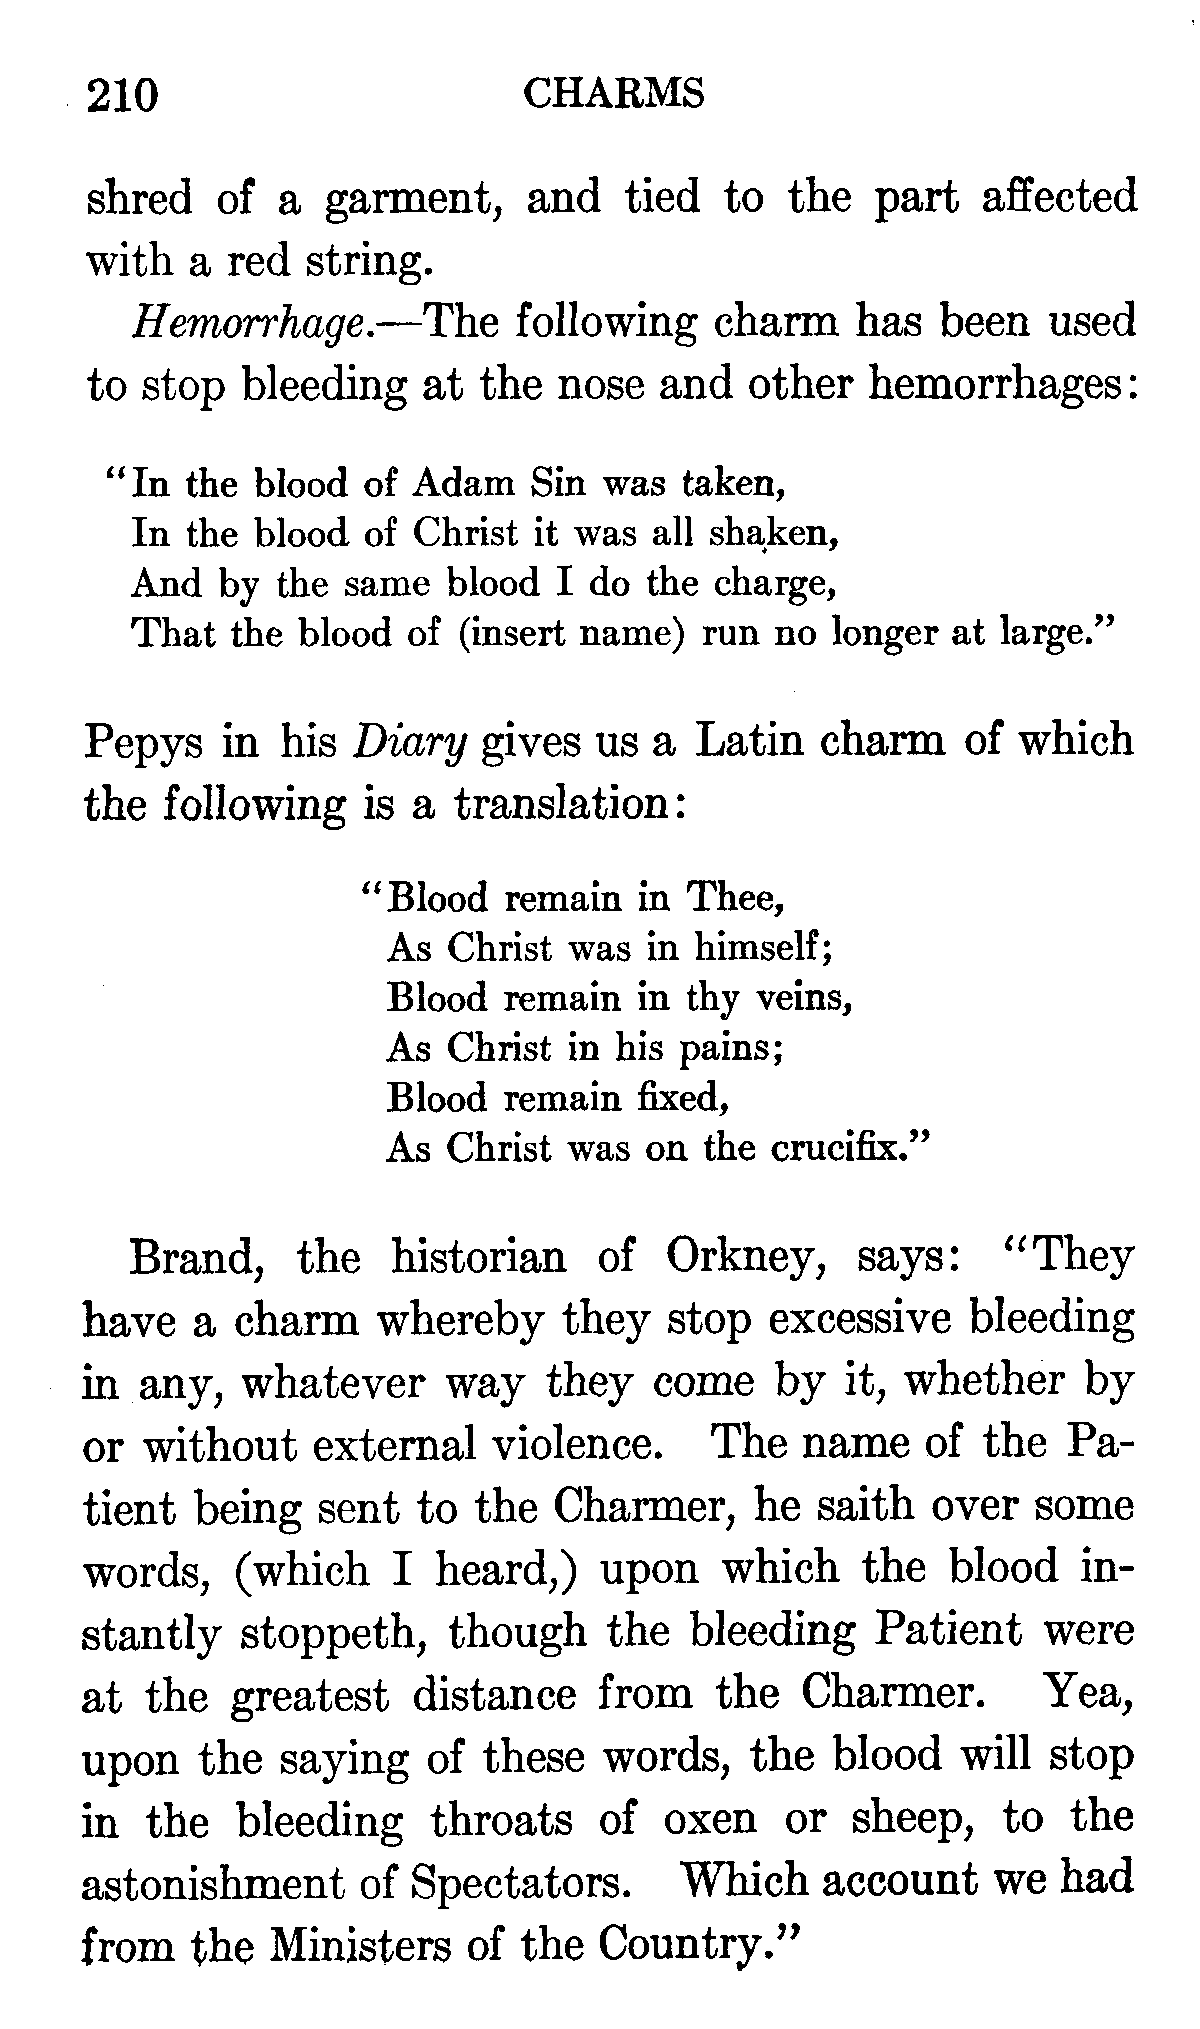 210 CHARMS
shred of a garment, and tied to the part affected
with a red string.
Hemorrhage.—The following charm has been used
to stop bleeding at the nose and other hemorrhages:
“In the blood of Adam Sin was taken,
In the blood of Christ it was all shaken,
And by the same blood I do the charge,
That the blood of (insert name) run no longer at large.”
Pepys in his Diary gives us a Latin charm of which
the following is a translation:
“Blood remain in Thee,
As Christ was in himself;
Blood remain in thy veins,
As Christ in his pains;
Blood remain fixed,
As Christ was on the crucifix.”
Brand, the historian of Orkney, says: “They
have a charm whereby they stop excessive bleeding
in any, whatever way they come by it, whether by
or without external violence. The name of the Pa-
tient being sent to the Charmer, he saith over some
words, (which I heard,) upon which the blood in-
stantly stoppeth, though the bleeding Patient were
at the greatest distance from the Charmer. Yea,
upon the saying of these words, the blood will stop
in the bleeding throats of oxen or sheep, to the
astonishment of Spectators. Which account we had
from the Ministers of the Country.”